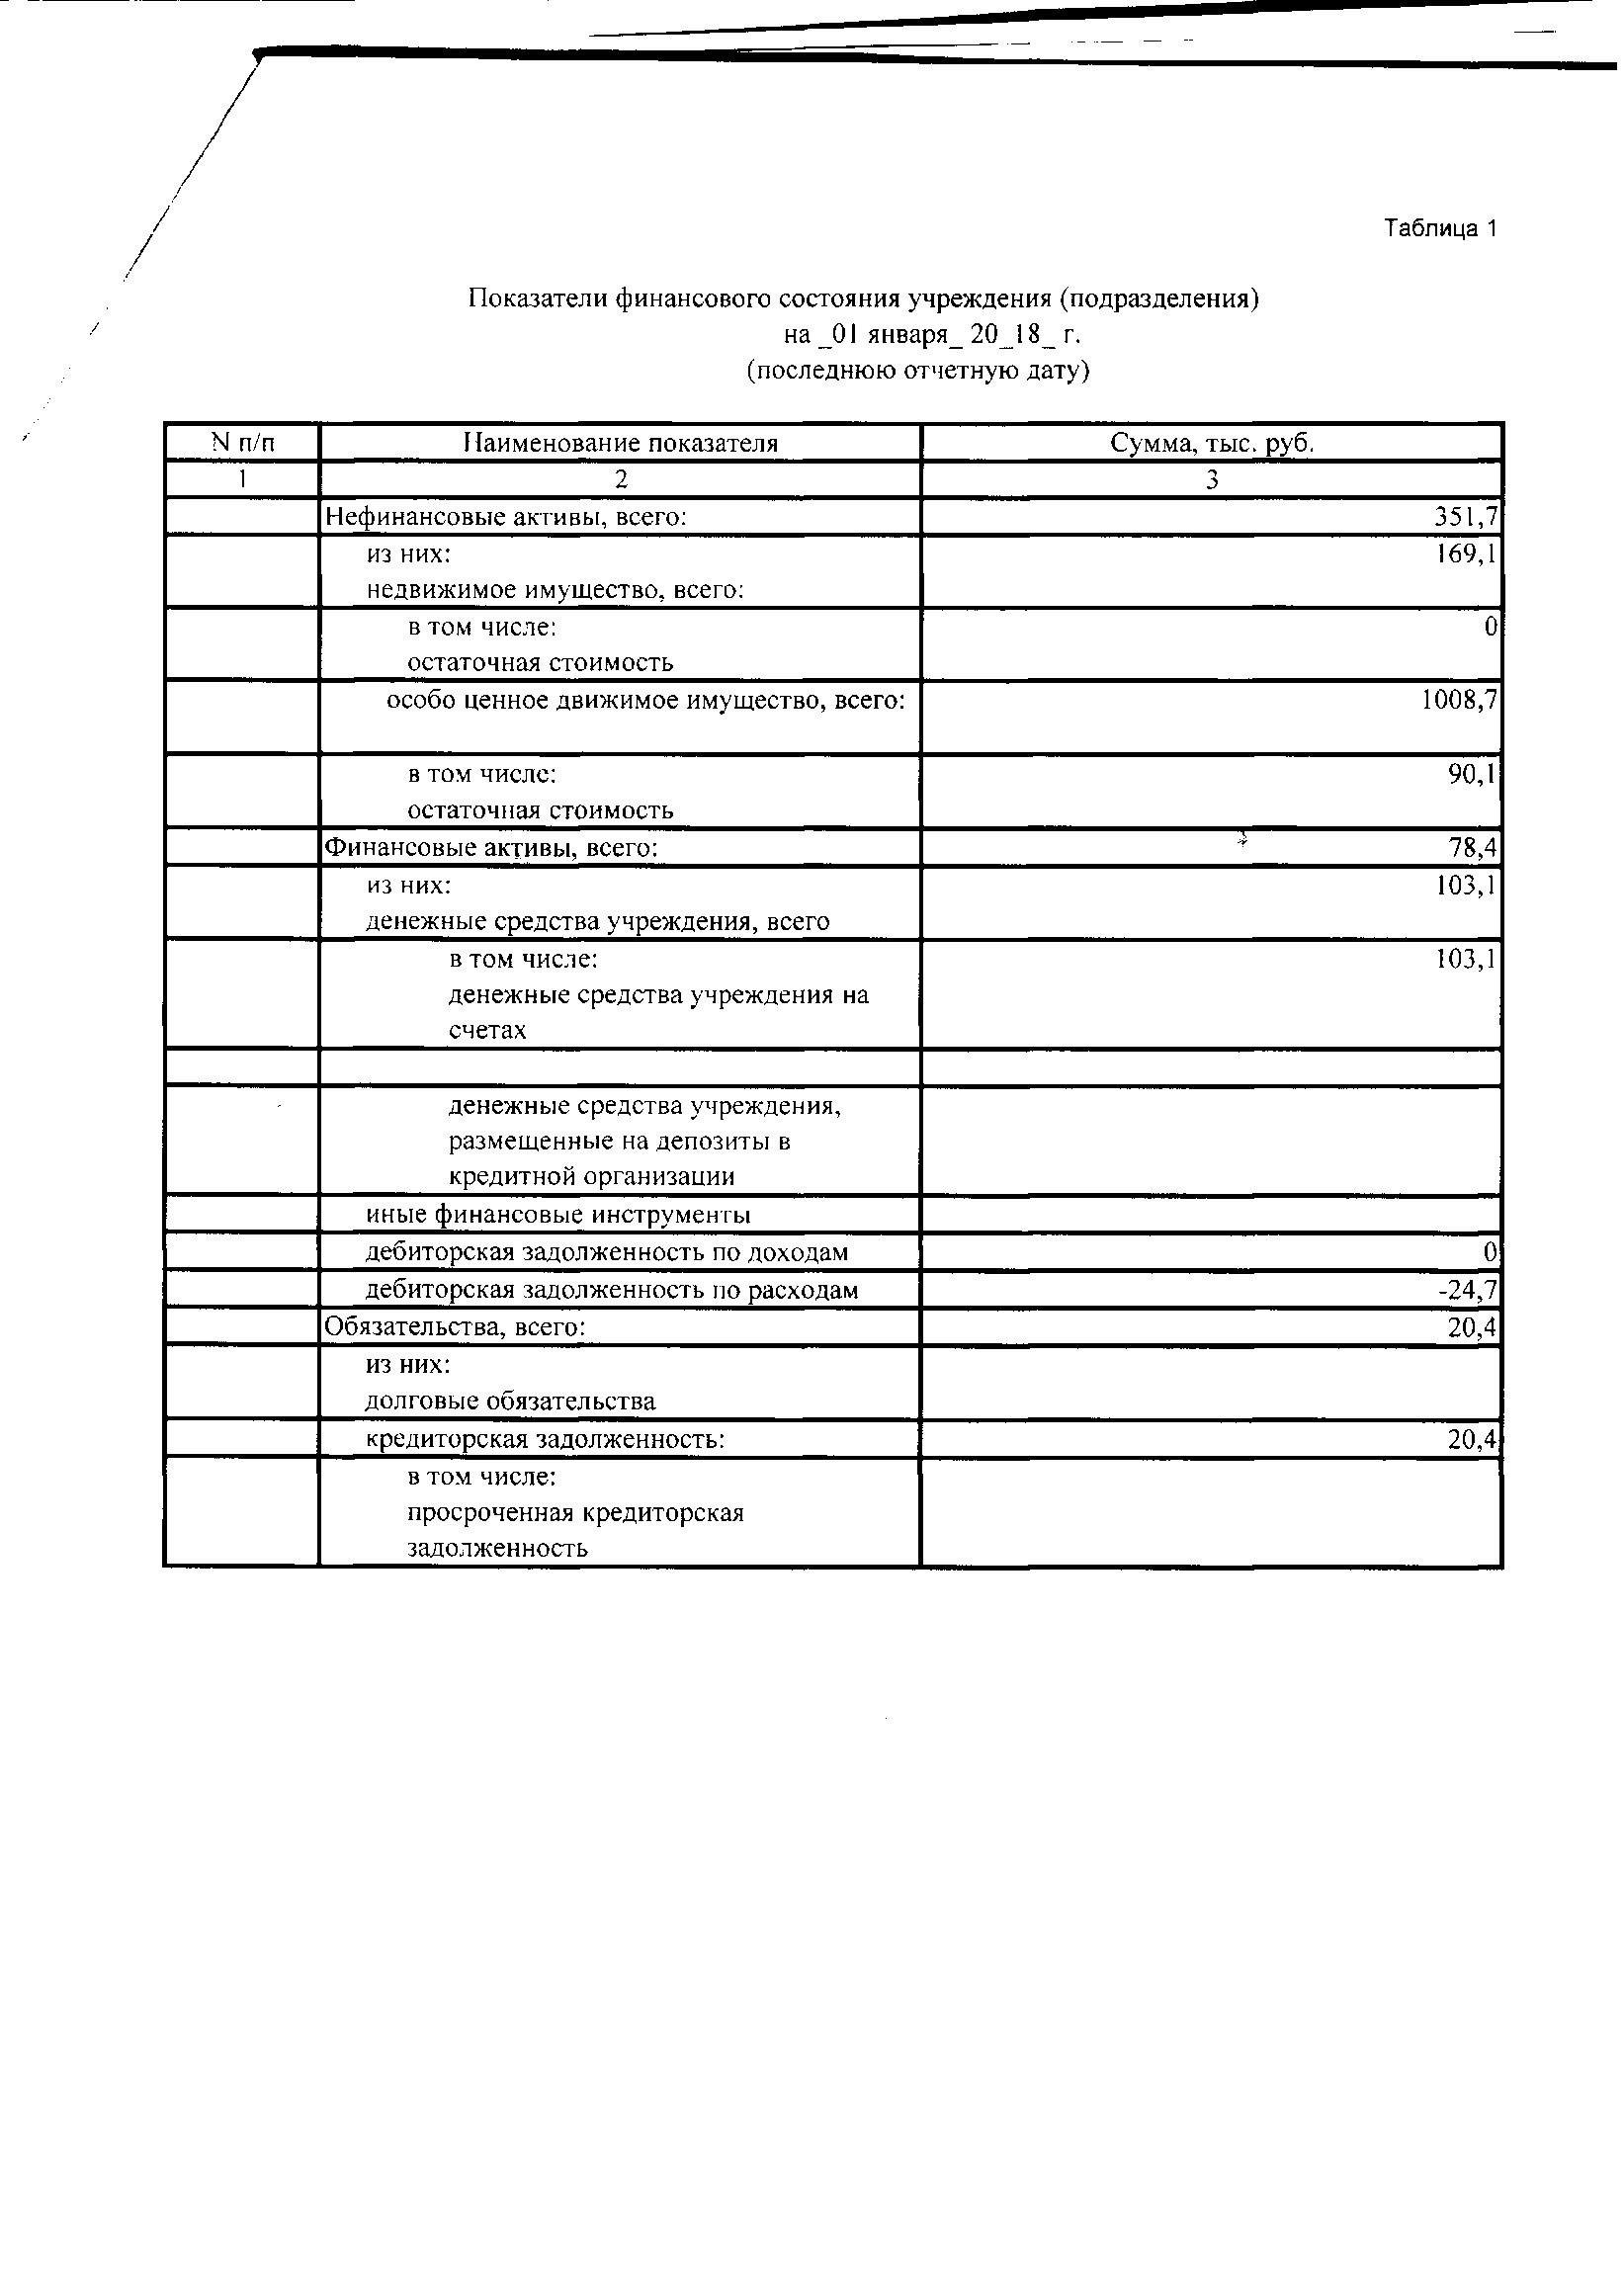 Таблица 1
Показатели финансового состояния учреждения (подразделения)
на _01 января_ 20_18_ г.
(последнюю отчетную дату)
N п/п Наименование показателя Сумма, тыс. руб.
1 2 3
Нефинансовые активы, всего: 351,7
из них: 169,1
недвижимое имущество, всего:
в том числе: 0
остаточная стоимость
особо ценное движимое имущество, всего: 1008,7
в том числе: 90,1
остаточная стоимость
Финансовые активы, всего: 78,4
из них: 103,1
денежные средства учреждения, всего
в том числе: 103,1
денежные средства учреждения на
счетах
денежные средства учреждения,
размещенные на депозиты в
кредитной организации
иные финансовые инструменты
дебиторская задолженность по доходам 0
дебиторская задолженность по расходам -24,7
Обязательства, всего: 20,4
из них:
долговые обязательства
кредиторская задолженность: 20,4
в том числе:
просроченная кредиторская
задолженность